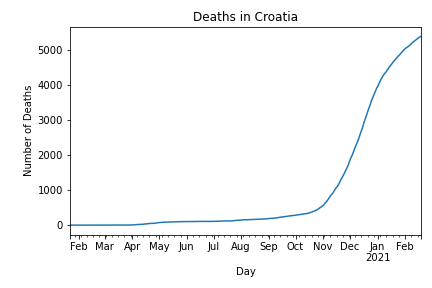 Deaths in Croatia
Number of Deaths
5000
4000
3000
2000
1000
0
Feb Mar Apr May Jun Jul Aug Sep Oct Nov Dec Jan Feb
2021
Day